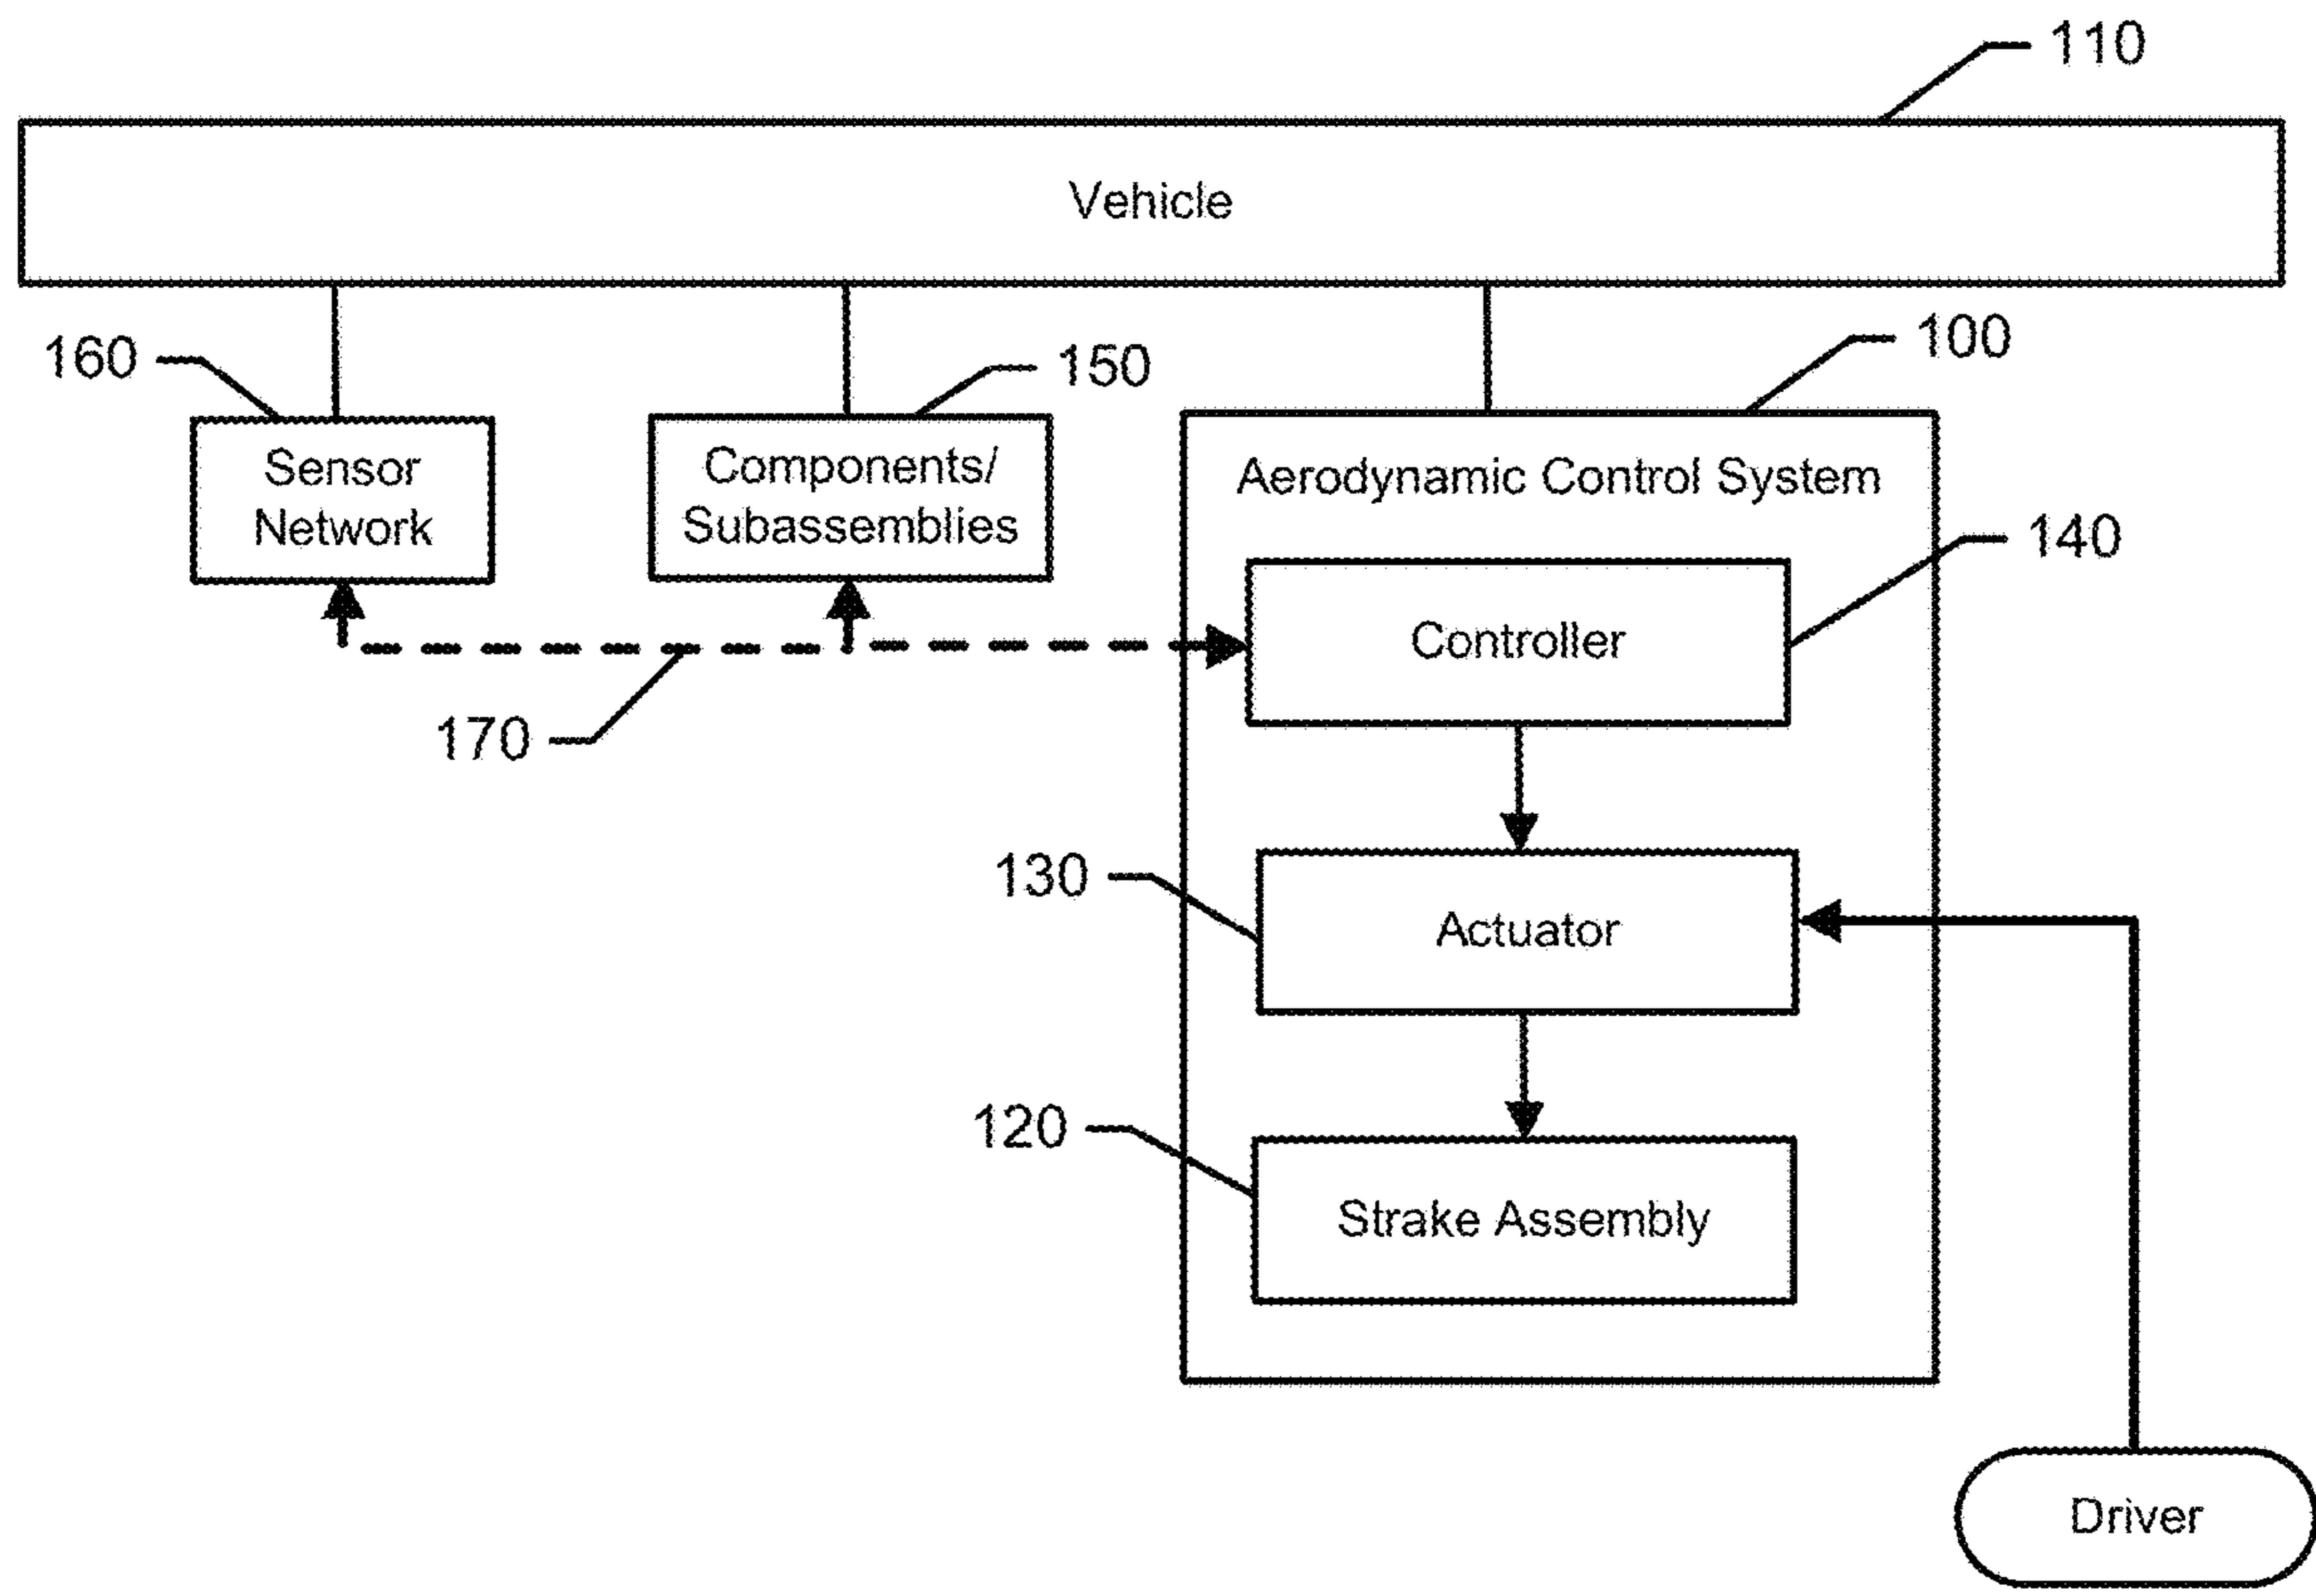 110
Vehicle
160
150
100
Sensor
Network
Components/
Subassemblies
Aerodynamic Control System
140
Controller
170
130
Actuator
120
Strake Assembly
Driver